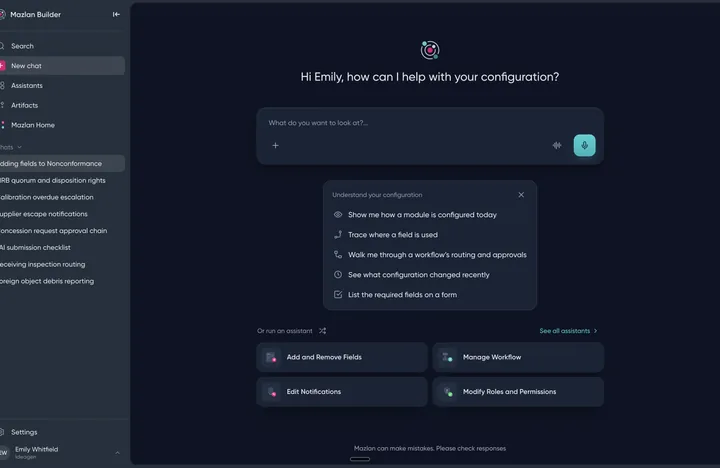 Mazlan Builder
Search
New chat
Assistants
Artifacts
Mazlan Home
hats
dding fields to Nonconformance
RB quorum and disposition rights
alibration overdue escalation
upplier escape notifications
oncession request approval chain
AI submission checklist
eceiving inspection routing
oreign object debris reporting
Settings
EW
Emily Whitfield
Hi Emily, how can I help with your configuration?
What do you want to look at?...
Understand your configuration
Show me how a module is configured today
Trace where a field is used
Walk me through a workflow's routing and approvals
See what configuration changed recently
List the required fields on a form
Or run on assistant
See all assistants
Add and Remove Fields
Manage Workflow
Edit Notifications
Modify Roles and Permissions
Mazlan can make mistakes. Please check responses